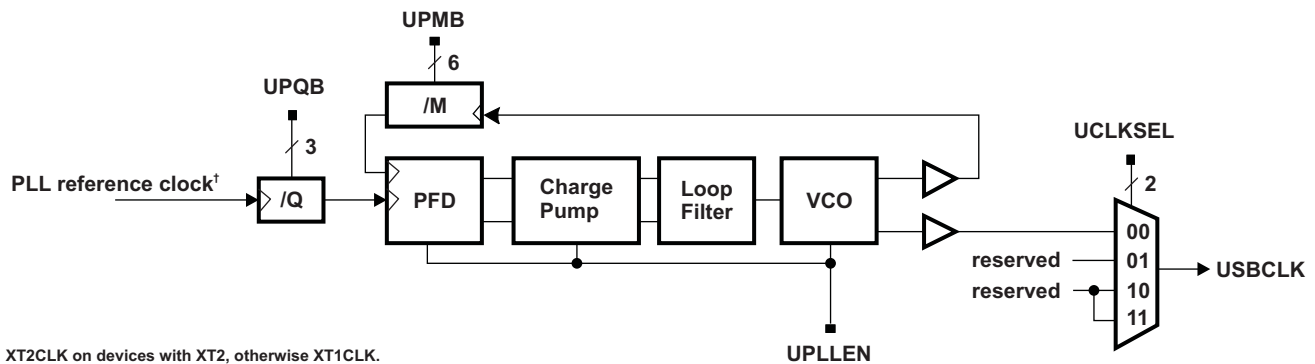 UPMB
6
UPQB
/M
3
UCLKSEL
PLL reference clock†
2
/Q
PFD
Charge
Pump
Loop
Filter
VCO
00
reserved
01
USBCLK
reserved
10
11
XT2CLK on devices with XT2, otherwise XT1CLK.
UPLLEN